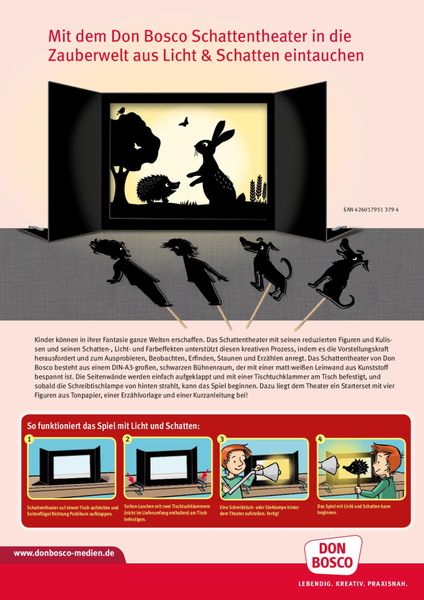 Mit dem Don Bosco Schattentheater in die
Zauberwelt aus Licht & Schatten eintauchen
EAN 426017951 379 4
Kinder können in ihrer Fantasie ganze Welten erschaffen. Das Schattentheater mit seinen reduzierten Figuren und Kulis-
sen und seinen Schatten-, Licht- und Farbeffekten unterstützt diesen kreativen Prozess, indem es die Vorstellungskraft
herausfordert und zum Ausprobieren, Beobachten, Erfinden, Staunen und Erzählen anregt. Das Schattentheater von Don
Bosco besteht aus einem DIN-A3-großen, schwarzen Bühnenraum, der mit einer matt-weißen Leinwand aus Kunststoff
bespannt ist. Die Seitenwände werden einfach aufgeklappt und mit einer Tischtuchklammer am Tisch befestigt, und
sobald die Schreibtischlampe von hinten strahlt, kann das Spiel beginnen. Dazu liegt dem Theater ein Starterset mit vier
Figuren aus Tonpapier, einer Erzählvorlage und einer Kurzanleitung bei!
So funktioniert das Spiel mit Licht und Schatten:
1
2
3
4
Schattentheater auf einem Tisch aufstellen und
Seitenflügel Richtung Publikum aufklappen.
Seiten-Laschen mit zwei Tischtuchklammern
(nicht im Lieferumfang enthalten) am Tisch
befestigen.
Eine Schreibtisch- oder Stehlampe hinter
dem Theater aufstellen. Fertig!
Das Spiel mit Licht und Schatten kann
beginnen.
www.donbosco-medien.de
DON
BOSCO
LEBENDIG. KREATIV. PRAXISNAH.